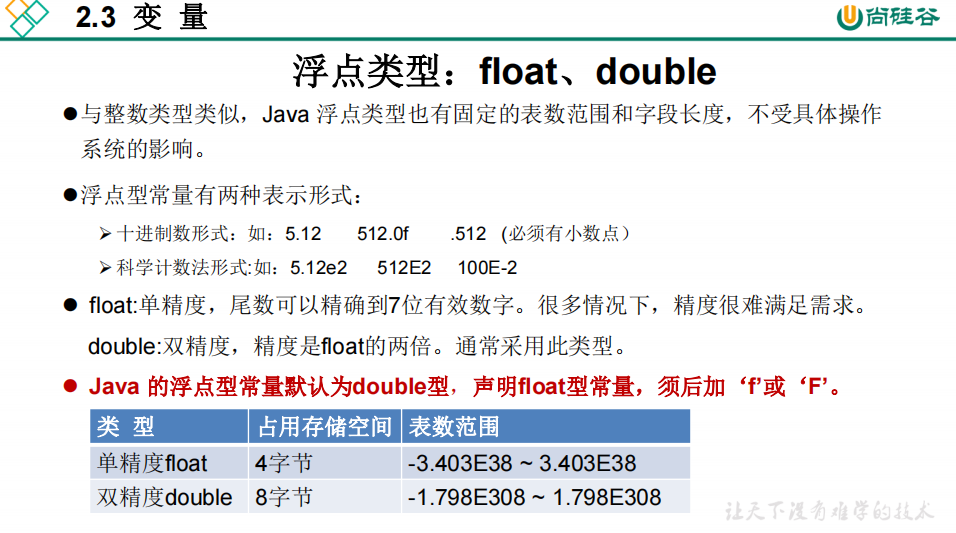 2.3 变 量
尚硅谷
浮点类型：float、double
●与整数类型类似，Java 浮点类型也有固定的表数范围和字段长度，不受具体操作
系统的影响。
●浮点型常量有两种表示形式：
➢十进制数形式：如：5.12 512.0f .512 (必须有小数点）
➢科学计数法形式:如：5.12e2 512E2 100E-2
● float:单精度，尾数可以精确到7位有效数字。很多情况下，精度很难满足需求。
double:双精度，精度是float的两倍。通常采用此类型。
● Java 的浮点型常量默认为double型，声明float型常量，须后加‘f’或‘F’。
类 型 占用存储空间 表数范围
单精度float 4字节 -3.403E38 ~ 3.403E38
双精度double 8字节 -1.798E308 ~ 1.798E308
让天下没有难学的技术